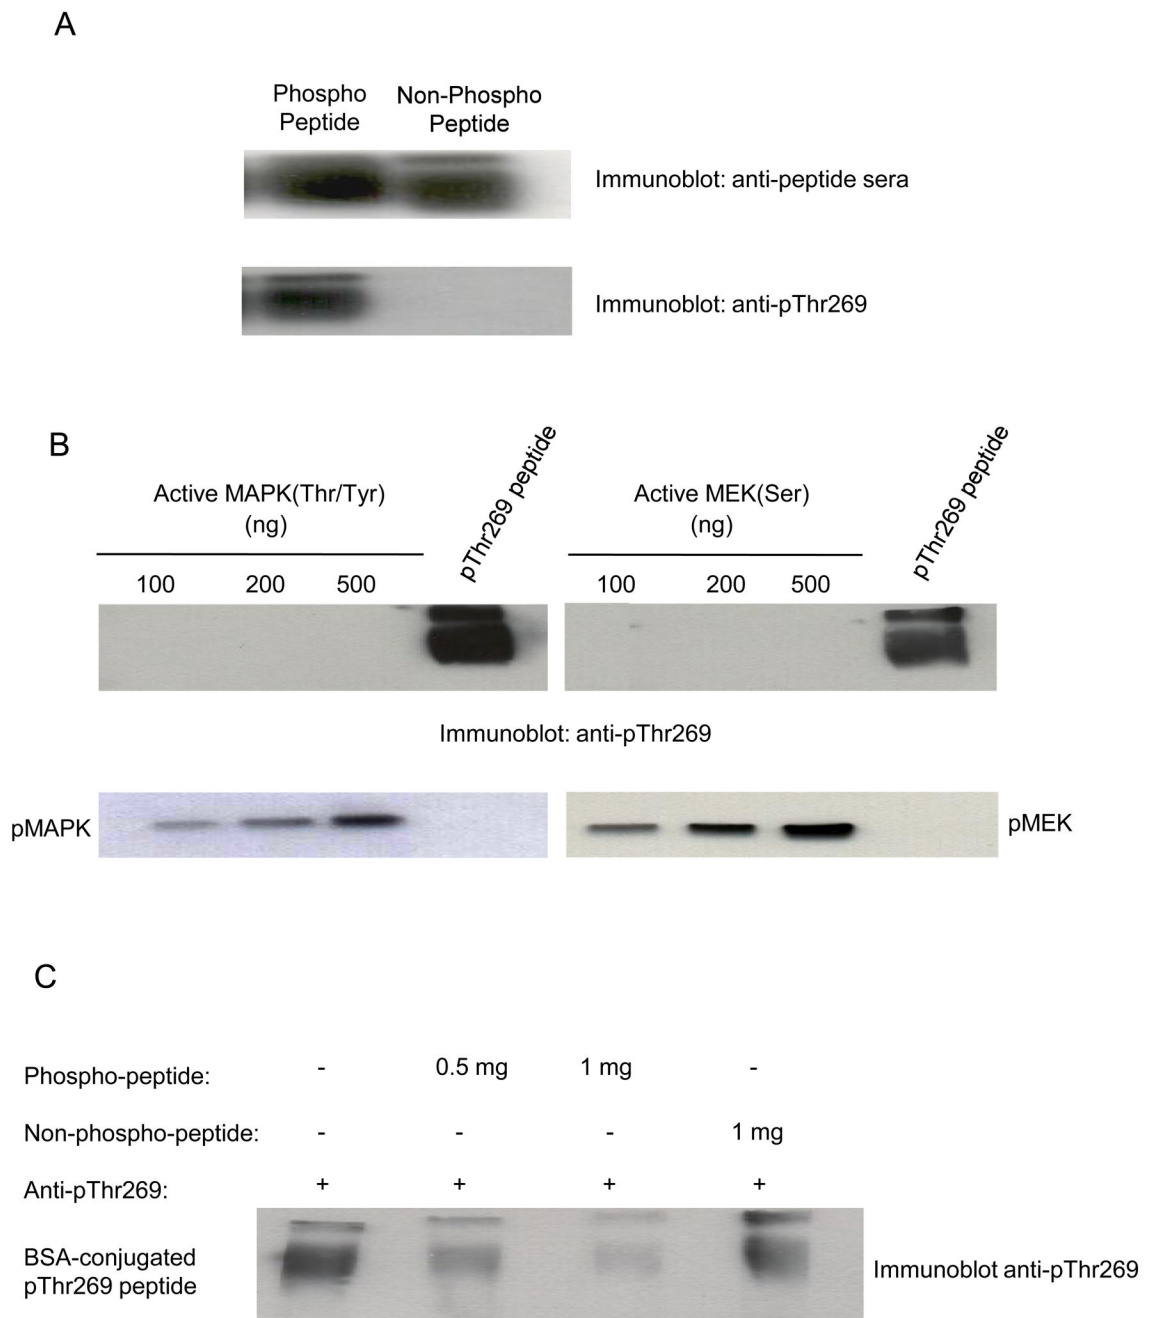 A
Phospho Peptide
Non-Phospho Peptide
Immunoblot: anti-peptide sera
Immunoblot: anti-pThr269
B
Active MAPK(Thr/Tyr)
(ng)
pThr269 peptide
Active MEK(Ser)
(ng)
pThr269 peptide
100 200 500
100 200 500
Immunoblot: anti-pThr269
pMAPK
pMEK
C
Phospho-peptide: - 0.5 mg 1 mg -
Non-phospho-peptide: - - - 1 mg
Anti-pThr269: + + + +
BSA-conjugated
pThr269 peptide
Immunoblot anti-pThr269